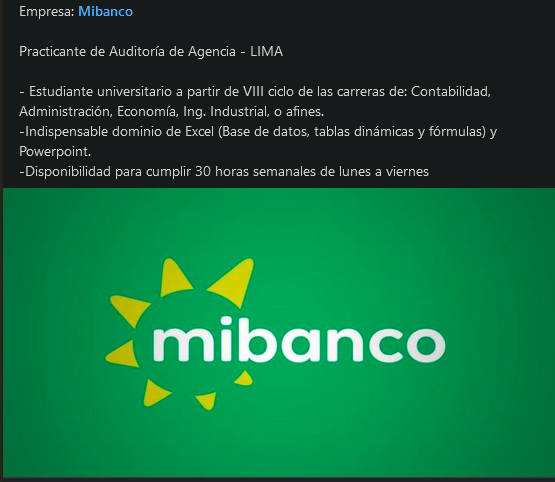 Empresa: Mibanco
Practicante de Auditoría de Agencia - LIMA
- Estudiante universitario a partir de VIII ciclo de las carreras de: Contabilidad,
Administración, Economía, Ing. Industrial, o afines.
-Indispensable dominio de Excel (Base de datos, tablas dinámicas y fórmulas) y
Powerpoint.
-Disponibilidad para cumplir 30 horas semanales de lunes a viernes
mibanco